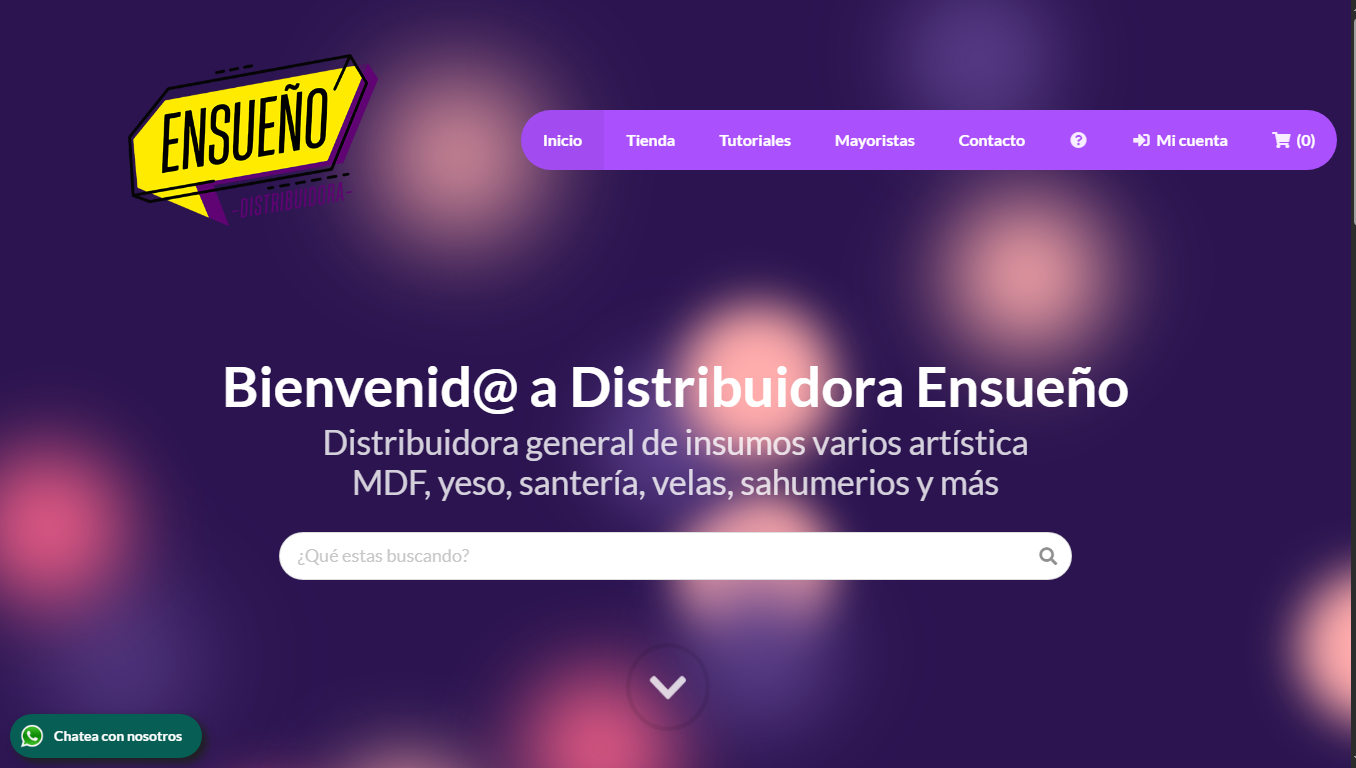 ENSUEÑO
-DISTRIBUIDORA-
Inicio
Tienda
Tutoriales
Mayoristas
Contacto
?
Mi cuenta
(0)
Bienvenid@ a Distribuidora Ensueño
Distribuidora general de insumos varios artística
MDF, yeso, santería, velas, sahumerios y más
¿Qué estas buscando?
Chatea con nosotros